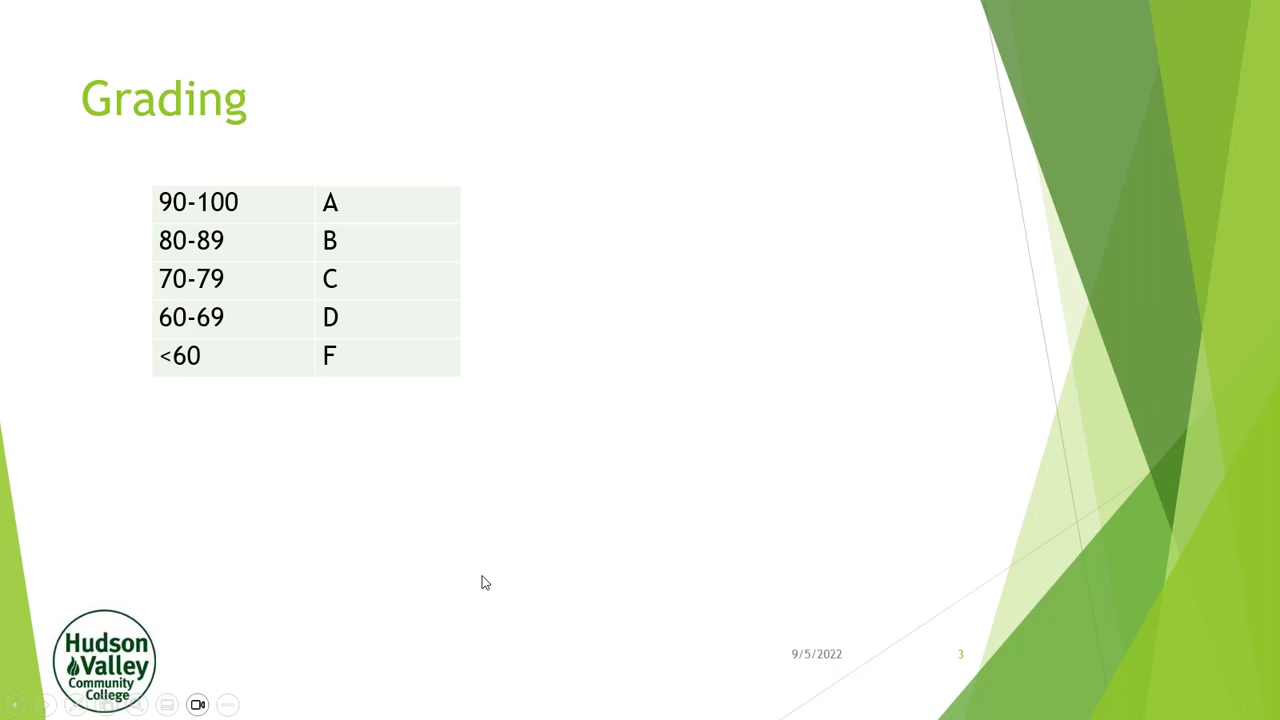 Grading
90-100 A
80-89 B
70-79 C
60-69 D
<60 F
Hudson
Valley
Community
College
9/5/2022
3